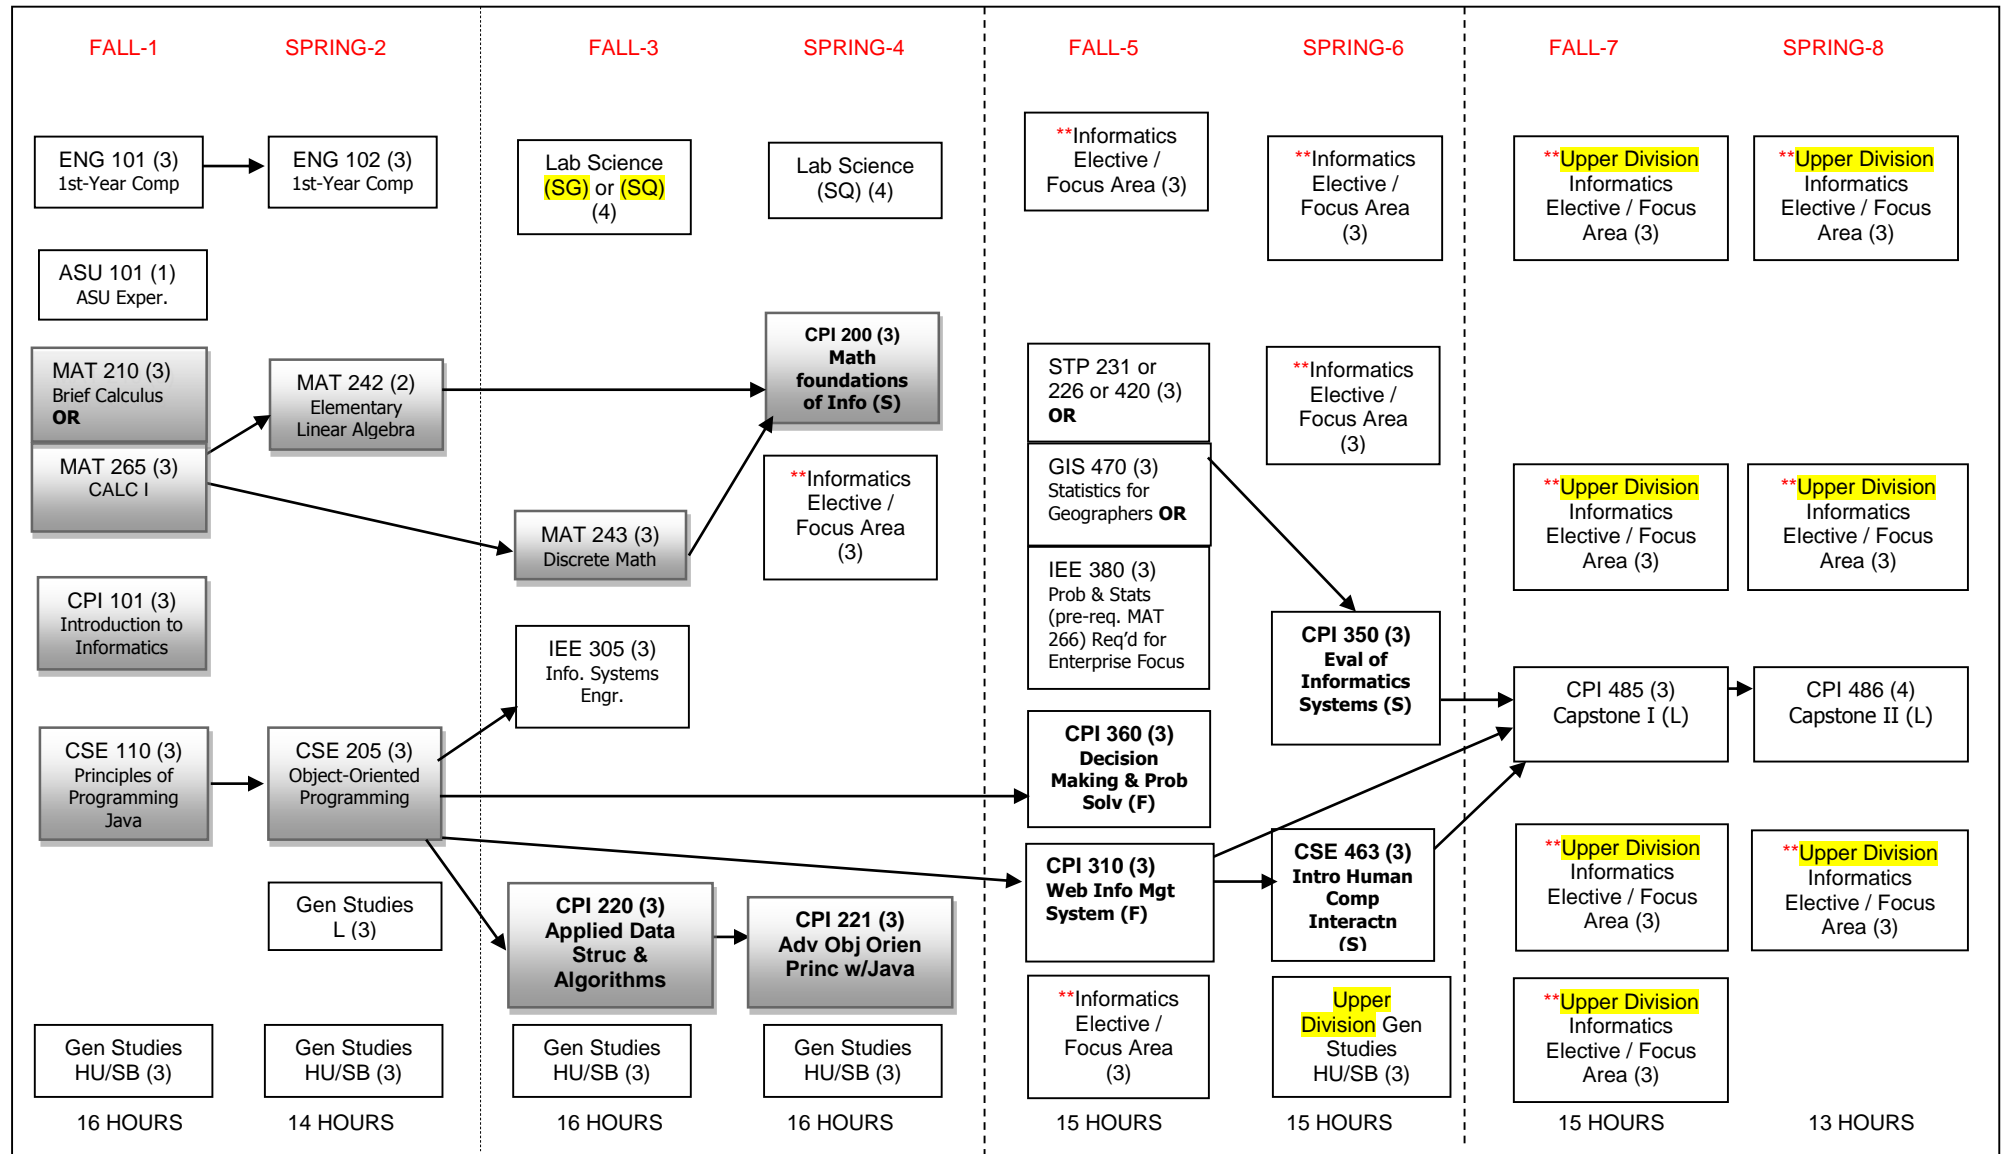 FALL-1
SPRING-2
FALL-3
SPRING-4
FALL-5
SPRING-6
FALL-7
SPRING-8
ENG 101 (3)
1st-Year Comp
ASU 101 (1)
ASU Exper.
MAT 210 (3)
Brief Calculus
OR
MAT 265 (3)
CALC I
CPI 101 (3)
Introduction to
Informatics
CSE 110 (3)
Principles of
Programming
Java
Gen Studies
HU/SB (3)
16 HOURS
ENG 102 (3)
1st-Year Comp
MAT 242 (2)
Elementary
Linear Algebra
CSE 205 (3)
Object-Oriented
Programming
Gen Studies
L (3)
Gen Studies
HU/SB (3)
14 HOURS
Lab Science
(SG) or (SQ)
(4)
MAT 243 (3)
Discrete Math
IEE 305 (3)
Info. Systems
Engr.
CPI 220 (3)
Applied Data
Struc &
Algorithms
Gen Studies
HU/SB (3)
16 HOURS
Lab Science
(SQ) (4)
CPI 200 (3)
Math
foundations
of Info (S)
**Informatics
Elective /
Focus Area
(3)
CPI 221 (3)
Adv Obj Orien
Princ w/Java
Gen Studies
HU/SB (3)
16 HOURS
**Informatics
Elective /
Focus Area (3)
STP 231 or
226 or 420 (3)
OR
GIS 470 (3)
Statistics for
Geographers OR
IEE 380 (3)
Prob & Stats
(pre-req. MAT
266) Req'd for
Enterprise Focus
CPI 360 (3)
Decision
Making & Prob
Solv (F)
CPI 310 (3)
Web Info Mgt
System (F)
**Informatics
Elective /
Focus Area
(3)
15 HOURS
**Informatics
Elective /
Focus Area
(3)
**Informatics
Elective /
Focus Area
(3)
CPI 350 (3)
Eval of
Informatics
Systems (S)
CSE 463 (3)
Intro Human
Comp
Interactn
(S)
Upper
Division Gen
Studies
HU/SB (3)
15 HOURS
**Upper Division
Informatics
Elective / Focus
Area (3)
**Upper Division
Informatics
Elective / Focus
Area (3)
CPI 485 (3)
Capstone I (L)
**Upper Division
Informatics
Elective / Focus
Area (3)
**Upper Division
Informatics
Elective / Focus
Area (3)
15 HOURS
**Upper Division
Informatics
Elective / Focus
Area (3)
**Upper Division
Informatics
Elective / Focus
Area (3)
CPI 486 (4)
Capstone II (L)
**Upper Division
Informatics
Elective / Focus
Area (3)
13 HOURS